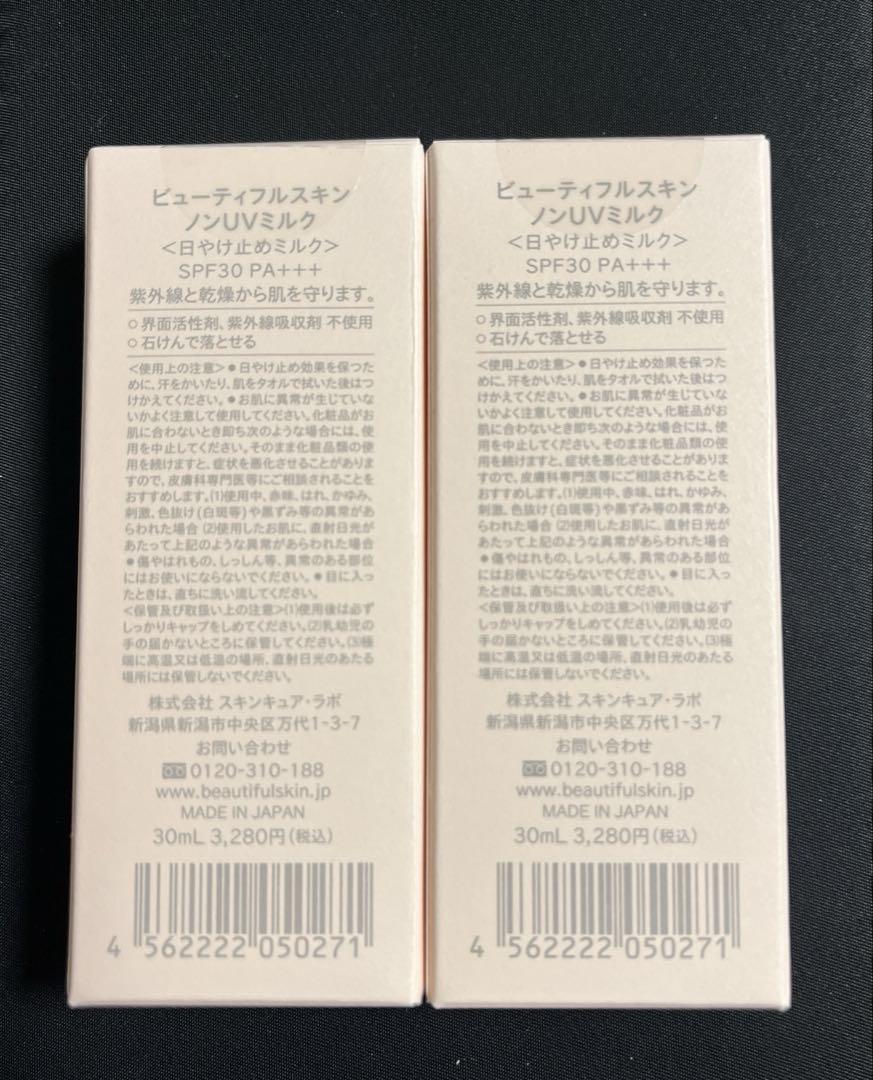 ビューティフルスキン
ノンUVミルク
<日やけ止めミルク>
SPF30 PA+++
紫外線と乾燥から肌を守ります。
○界面活性剤、紫外線吸収剤 不使用
○石けんで落とせる
<使用上の注意>●日やけ止め効果を保つた
めに、汗をかいたり、肌をタオルで拭いた後はつ
けかえてください。●お肌に異常が生じていな
いかよく注意して使用してください。化粧品がお
肌に合わないとき即ち次のような場合には、使
用を中止してください。そのまま化粧品類の使
用を続けますと、症状を悪化させることがありま
すので、皮膚科専門医等にご相談されることを
おすすめします。(1)使用中、赤味、はれ、かゆみ、
刺激、色抜け(白斑等)や黒ずみ等の異常があ
らわれた場合(2)使用したお肌に、直射日光が
あたって上記のような異常があらわれた場合
●傷やはれもの、しっしん等、異常のある部位
にはお使いにならないでください。●目に入っ
たときは、直ちに洗い流してください。
<保管及び取扱い上の注意>(1)使用後は必ず
しっかりキャップをしめてください。(2)乳幼児の
手の届かないところに保管してください。(3)極
端に高温又は低温の場所、直射日光のあたる
場所には保管しないでください。
株式会社 スキンキュア・ラボ
新潟県新潟市中央区万代1-3-7
お問い合わせ
0120-310-188
www.beautifulskin.jp
MADE IN JAPAN
30mL 3,280円(税込)
4 562222 050271
ビューティフルスキン
ノンUVミルク
<日やけ止めミルク>
SPF30 PA+++
紫外線と乾燥から肌を守ります。
○界面活性剤、紫外線吸収剤 不使用
○石けんで落とせる
<使用上の注意>●日やけ止め効果を保つた
めに、汗をかいたり、肌をタオルで拭いた後はつ
けかえてください。●お肌に異常が生じていな
いかよく注意して使用してください。化粧品がお
肌に合わないとき即ち次のような場合には、使
用を中止してください。そのまま化粧品類の使
用を続けますと、症状を悪化させることがありま
すので、皮膚科専門医等にご相談されることを
おすすめします。(1)使用中、赤味、はれ、かゆみ、
刺激、色抜け(白斑等)や黒ずみ等の異常があ
らわれた場合(2)使用したお肌に、直射日光が
あたって上記のような異常があらわれた場合
●傷やはれもの、しっしん等、異常のある部位
にはお使いにならないでください。●目に入っ
たときは、直ちに洗い流してください。
<保管及び取扱い上の注意>(1)使用後は必ず
しっかりキャップをしめてください。(2)乳幼児の
手の届かないところに保管してください。(3)極
端に高温又は低温の場所、直射日光のあたる
場所には保管しないでください。
株式会社 スキンキュア・ラボ
新潟県新潟市中央区万代1-3-7
お問い合わせ
0120-310-188
www.beautifulskin.jp
MADE IN JAPAN
30mL 3,280円(税込)
4 562222 050271